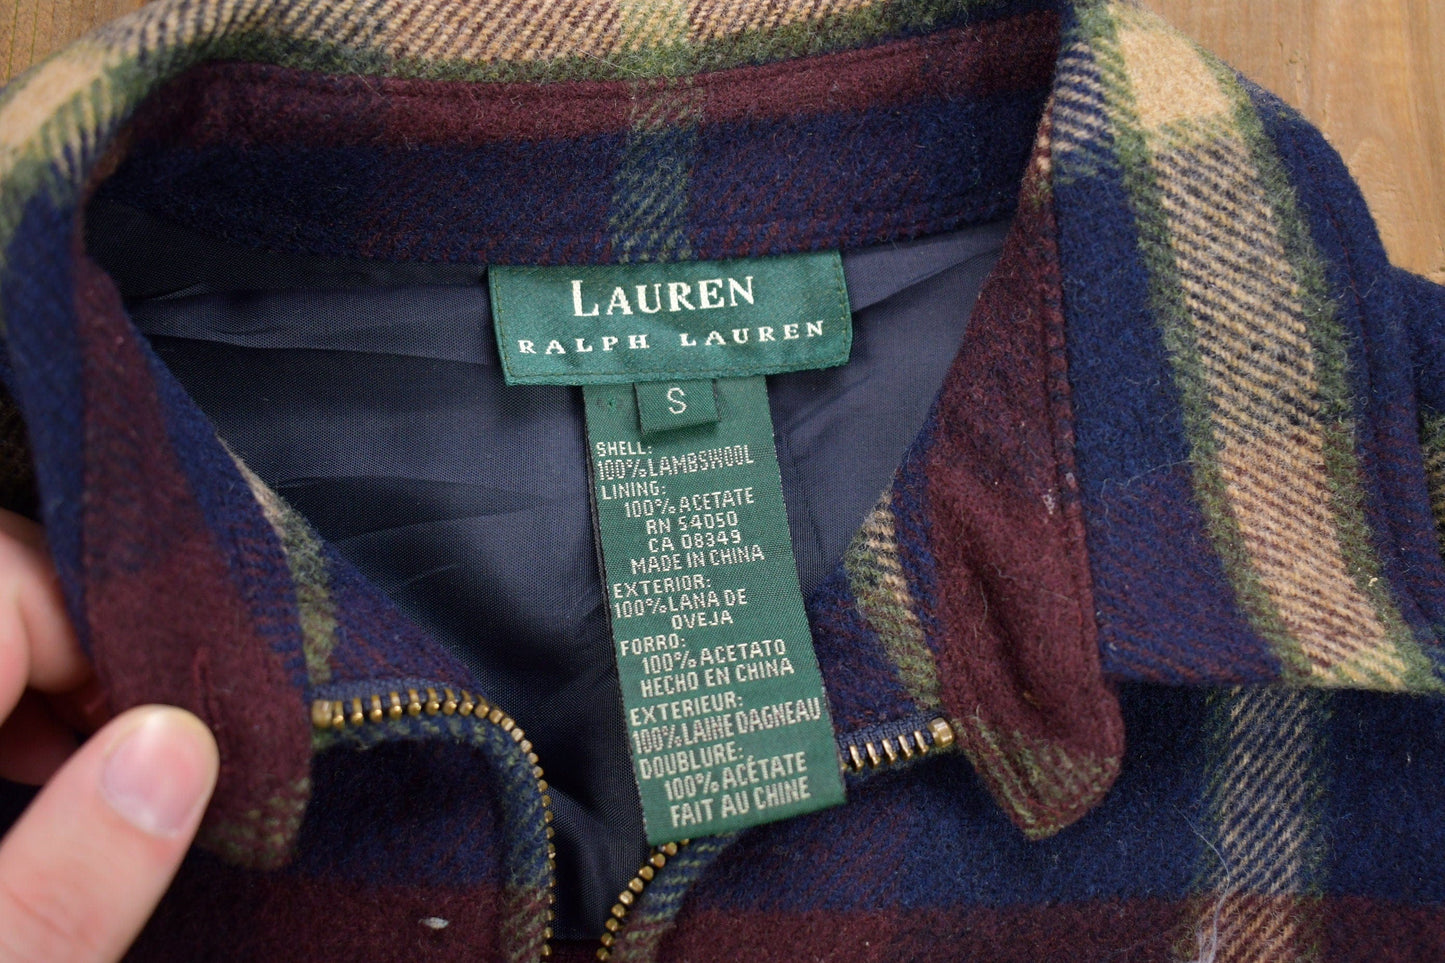 LAUREN
RALPH LAUREN
S
SHELL:
100% LAMBSWOOL
LINING:
100% ACETATE
RN 54050
CA 08349
MADE IN CHINA
EXTERIOR:
100% LANA DE
OVEJA
FORRO:
100% ACETATO
HECHO EN CHINA
EXTERIEUR:
100% LAINE DAGNEAU
DOUBLURE:
100% ACÉTATE
FAIT AU CHINE